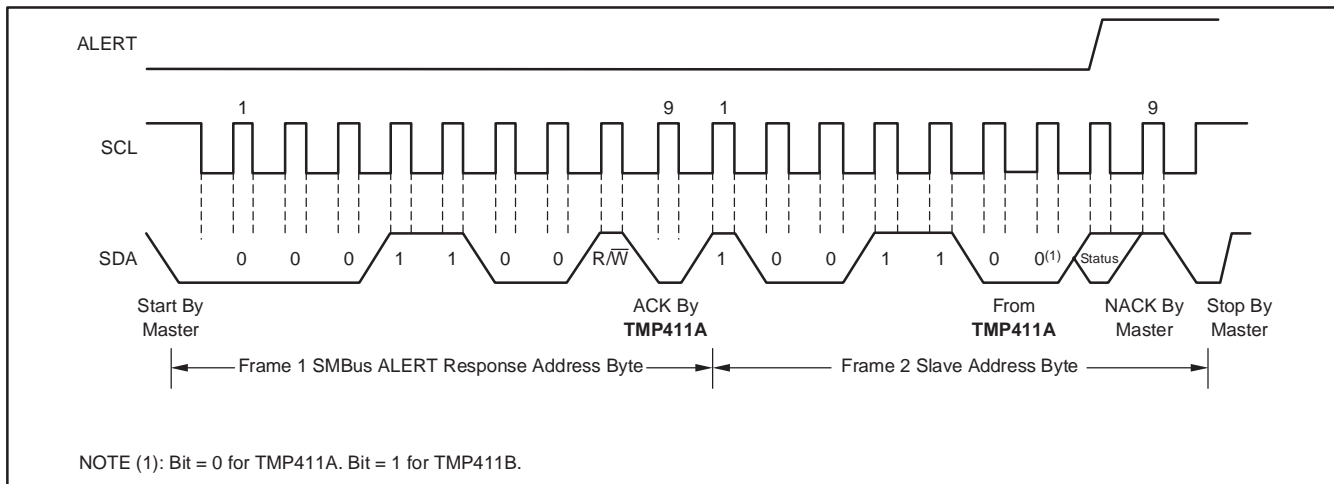 ALERT
1 9 1 9
SCL
SDA 0 0 0 1 1 0 0 R/W̅ 1 0 0 1 1 0 0(1) Status
Start By
Master
ACK By
TMP411A
From
TMP411A
NACK By
Master
Stop By
Master
Frame 1 SMBus ALERT Response Address Byte
Frame 2 Slave Address Byte
NOTE (1): Bit = 0 for TMP411A. Bit = 1 for TMP411B.